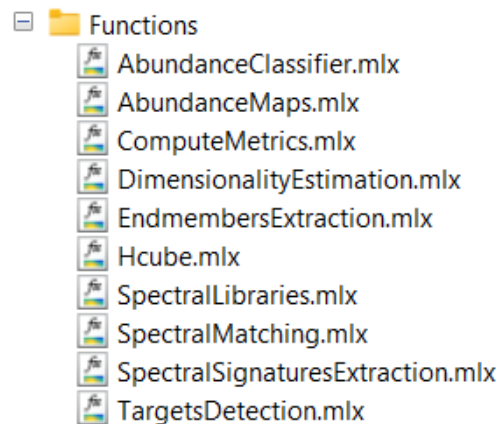 Functions
AbundanceClassifier.mlx
AbundanceMaps.mlx
ComputeMetrics.mlx
DimensionalityEstimation.mlx
EndmembersExtraction.mlx
Hcube.mlx
SpectralLibraries.mlx
SpectralMatching.mlx
SpectralSignaturesExtraction.mlx
TargetsDetection.mlx